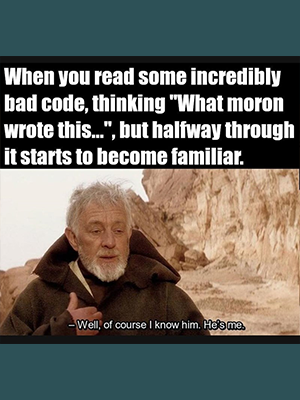 When you read some incredibly
bad code, thinking "What moron
wrote this...", but halfway through
it starts to become familiar.
– Well, of course I know him. He's me.